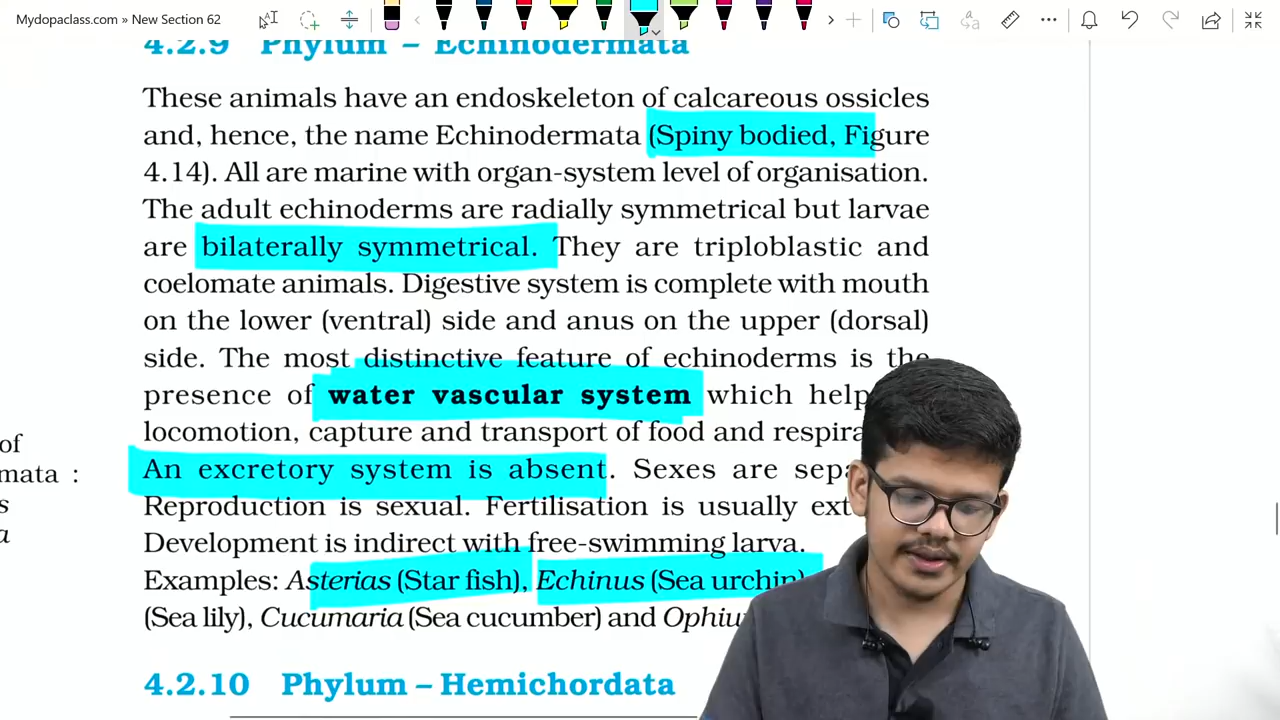 Mydopaclass.com » New Section 62
4.2.9 Phylum – Echinodermata
These animals have an endoskeleton of calcareous ossicles
and, hence, the name Echinodermata (Spiny bodied, Figure
4.14). All are marine with organ-system level of organisation.
The adult echinoderms are radially symmetrical but larvae
are bilaterally symmetrical. They are triploblastic and
coelomate animals. Digestive system is complete with mouth
on the lower (ventral) side and anus on the upper (dorsal)
side. The most distinctive feature of echinoderms is the
presence of water vascular system which help
of
locomotion, capture and transport of food and respira
mata :
An excretory system is absent. Sexes are sepa
s
Reproduction is sexual. Fertilisation is usually ext
a
Development is indirect with free-swimming larva.
Examples: Asterias (Star fish), Echinus (Sea urchin)
(Sea lily), Cucumaria (Sea cucumber) and Ophiu
4.2.10 Phylum – Hemichordata